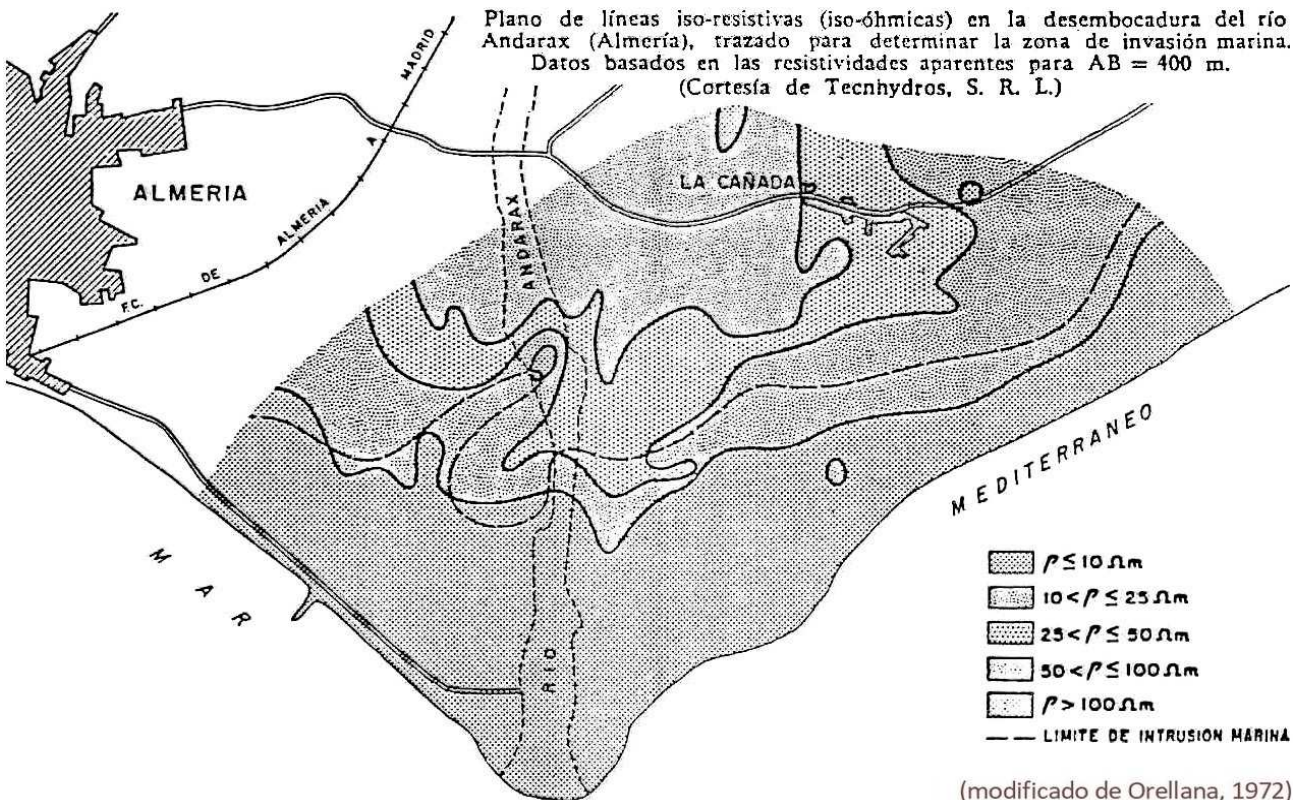 Plano de líneas iso-resistivas (iso-óhmicas) en la desembocadura del río
Andarax (Almería), trazado para determinar la zona de invasión marina.
Datos basados en las resistividades aparentes para AB = 400 m.
(Cortesía de Tecnhydros, S. R. L.)
ALMERIA
F.C. DE ALMERIA A MADRID
ANDARAX
LA CAÑADA
MAR
MEDITERRANEO
RIO
ρ ≤ 10 Ωm
10 < ρ ≤ 25 Ωm
25 < ρ ≤ 50 Ωm
50 < ρ ≤ 100 Ωm
ρ > 100 Ωm
LIMITE DE INTRUSIÓN MARINA
(modificado de Orellana, 1972)